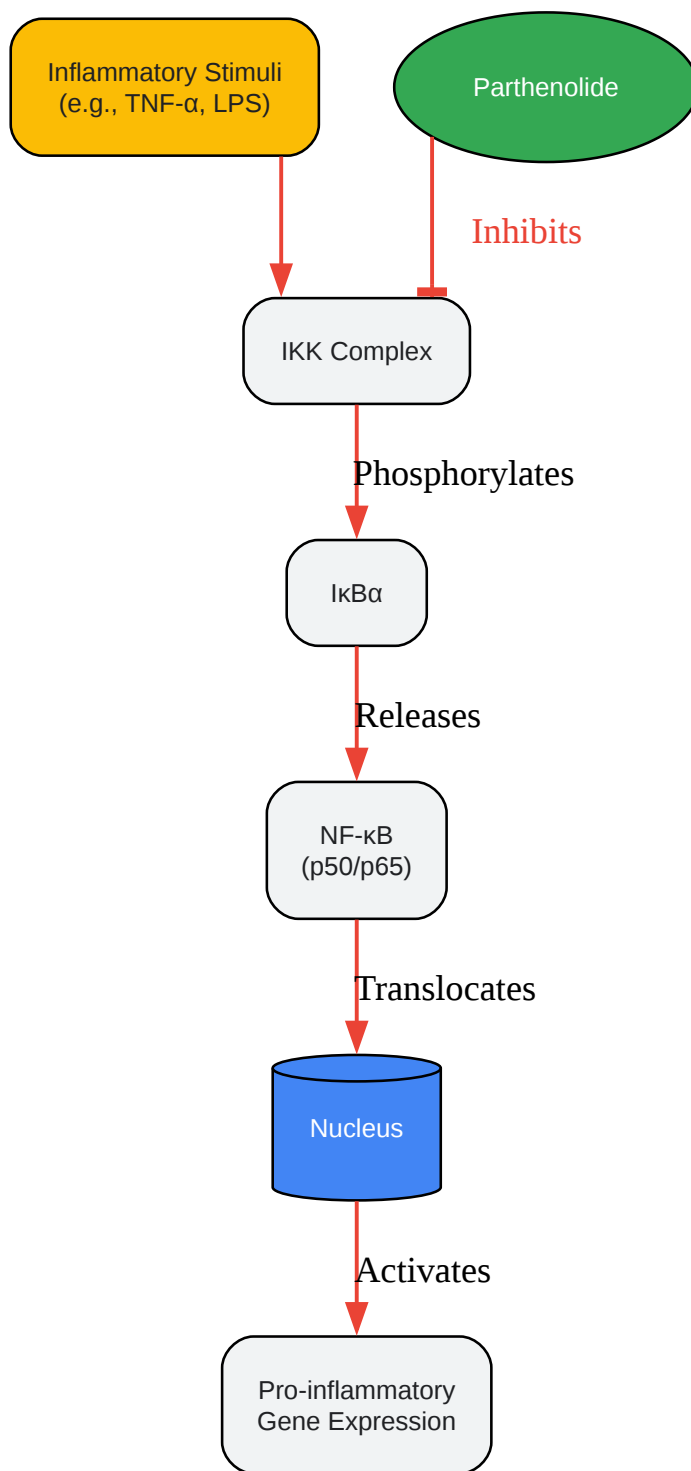 Inflammatory Stimuli
(e.g., TNF-α, LPS)
Parthenolide
Inhibits
IKK Complex
Phosphorylates
IκBα
Releases
NF-κB
(p50/p65)
Translocates
Nucleus
Activates
Pro-inflammatory
Gene Expression